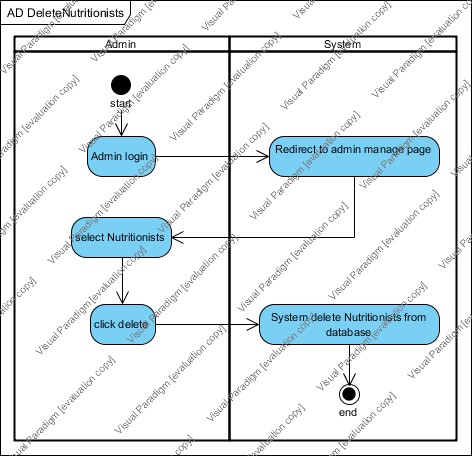 AD DeleteNutritionists
Admin
System
start
Admin login
Redirect to admin manage page
select Nutritionists
click delete
System delete Nutritionists from
database
end
Visual Paradigm [evaluation copy]